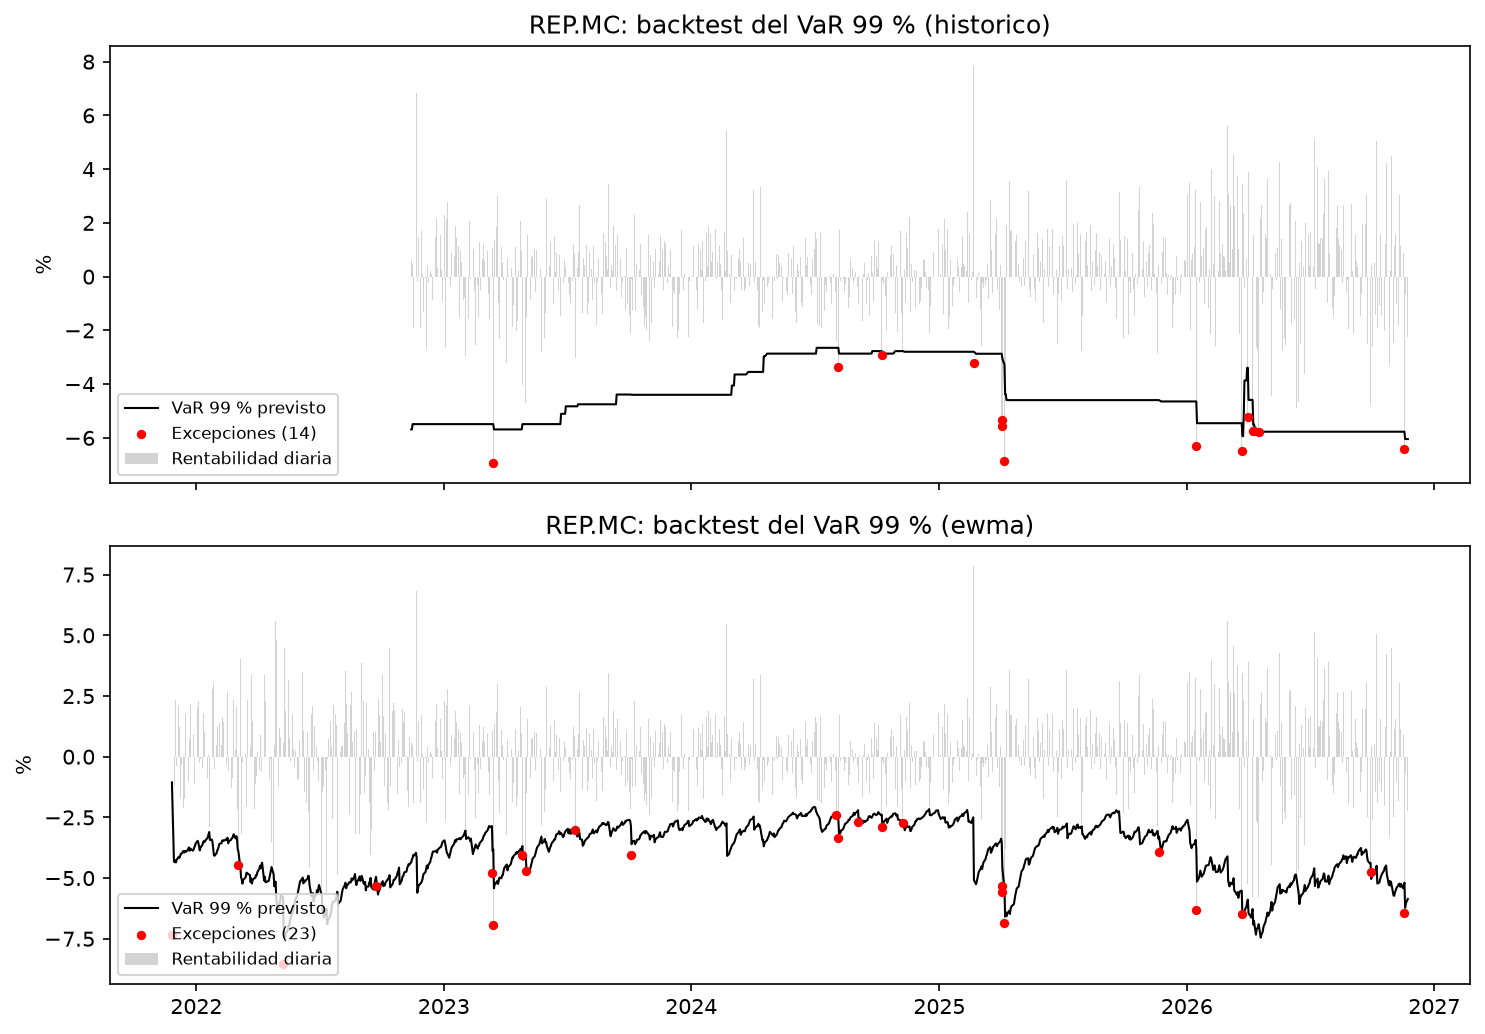 REP.MC: backtest del VaR 99 % (historico)
8
6
4
2
0
−2
−4
−6
%
VaR 99 % previsto
Excepciones (14)
Rentabilidad diaria
REP.MC: backtest del VaR 99 % (ewma)
7.5
5.0
2.5
0.0
−2.5
−5.0
−7.5
%
VaR 99 % previsto
Excepciones (23)
Rentabilidad diaria
2022 2023 2024 2025 2026 2027